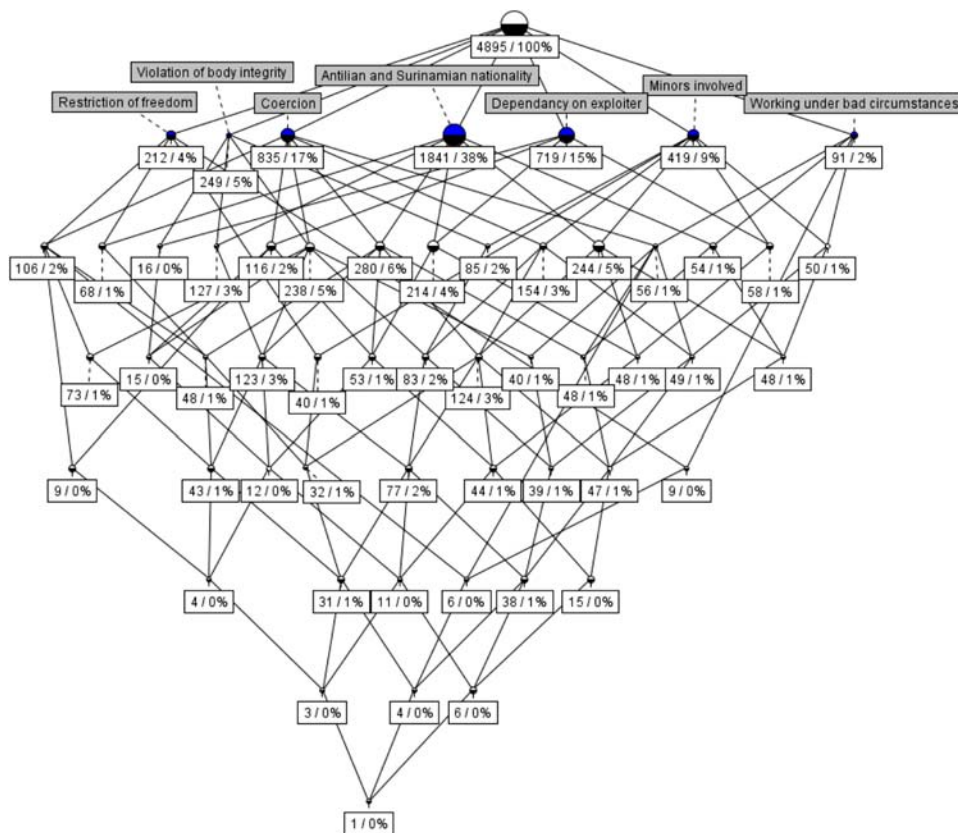 4895 / 100%
Violation of body integrity
Antilian and Surinamian nationality
Minors involved
Restriction of freedom
Coercion
Dependancy on exploiter
Working under bad circumstances
212 / 4%
835 / 17%
1841 / 38%
719 / 15%
419 / 9%
91 / 2%
249 / 5%
106 / 2%
16 / 0%
116 / 2%
280 / 6%
85 / 2%
244 / 5%
54 / 1%
50 / 1%
68 / 1%
127 / 3%
238 / 5%
214 / 4%
154 / 3%
56 / 1%
58 / 1%
15 / 0%
123 / 3%
53 / 1%
83 / 2%
40 / 1%
48 / 1%
49 / 1%
48 / 1%
73 / 1%
48 / 1%
40 / 1%
124 / 3%
48 / 1%
9 / 0%
43 / 1%
12 / 0%
32 / 1%
77 / 2%
44 / 1%
39 / 1%
47 / 1%
9 / 0%
4 / 0%
31 / 1%
11 / 0%
6 / 0%
38 / 1%
15 / 0%
3 / 0%
4 / 0%
6 / 0%
1 / 0%